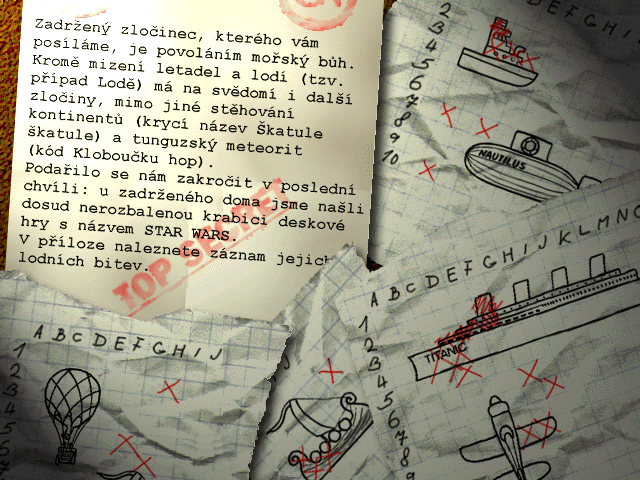 Zadržený zločinec, kterého vám
posíláme, je povoláním mořský bůh.
Kromě mizení letadel a lodí (tzv.
případ Lodě) má na svědomí i další
zločiny, mimo jiné stěhování
kontinentů (krycí název Škatule
škatule) a tunguzský meteorit
(kód Kloboučku hop).
Podařilo se nám zakročit v poslední
chvíli: u zadrženého doma jsme našli
dosud nerozbalenou krabici deskové
hry s názvem STAR WARS.
V příloze naleznete záznam jejich
lodních bitev.
TOP SECRET
D E F G H I J
2
3
4
5
6
7
8
9
10
NAUTILUS
A B C D E F G H I J K L M N O
1
2
3
4
5
6
7
8
9
TITANIC
A B C D E F G H I J
1
2
3
4
5
J